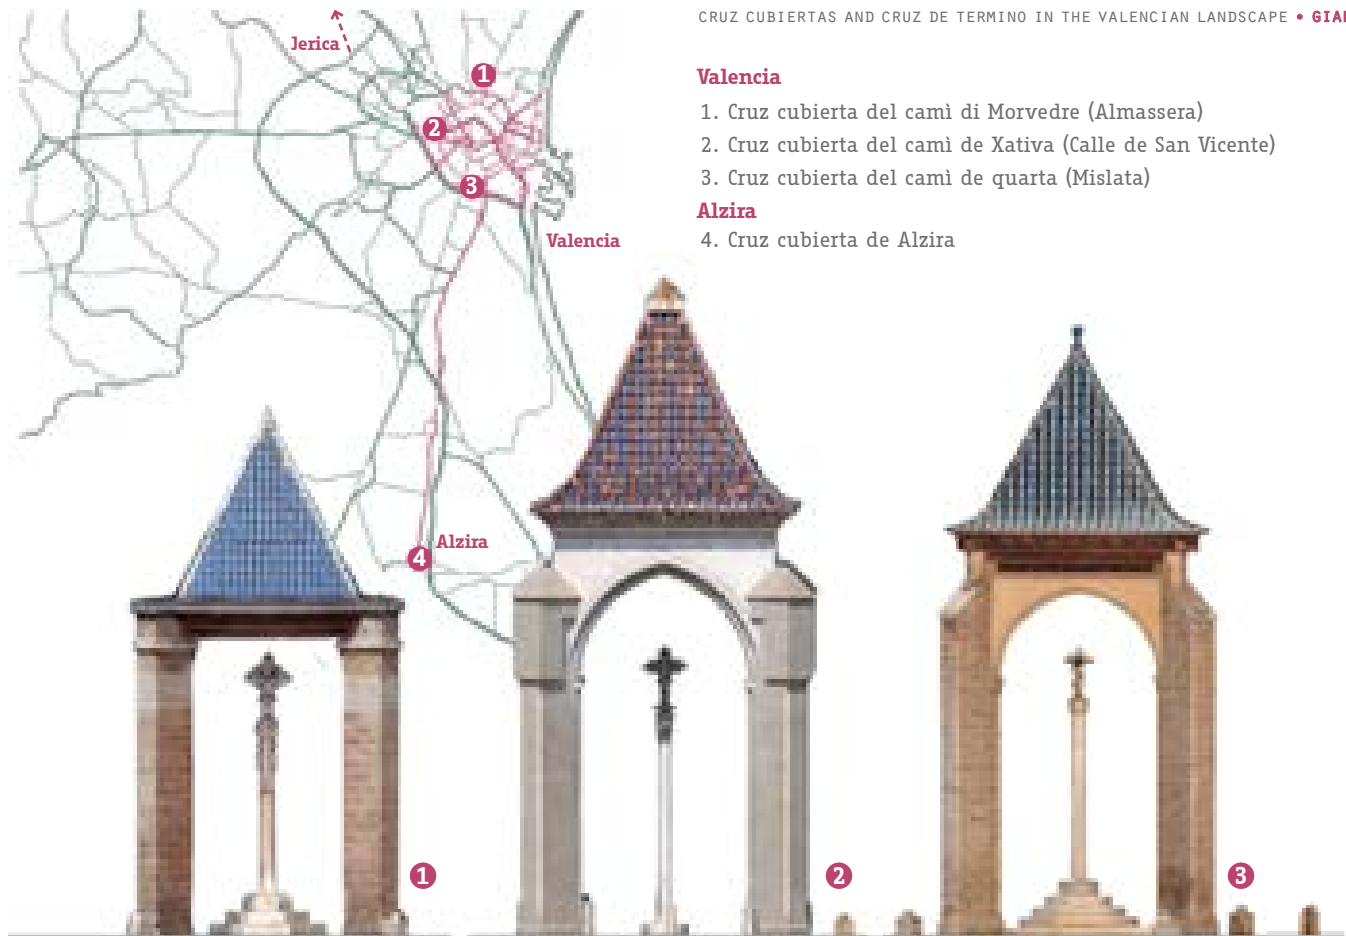 CRUZ CUBIERTAS AND CRUZ DE TERMINO IN THE VALENCIAN LANDSCAPE •
Jerica
1
2
3
Valencia
Alzira
4
Valencia
1. Cruz cubierta del camì di Morvedre (Almassera)
2. Cruz cubierta del camì de Xativa (Calle de San Vicente)
3. Cruz cubierta del camì de quarta (Mislata)
Alzira
4. Cruz cubierta de Alzira
1
2
3